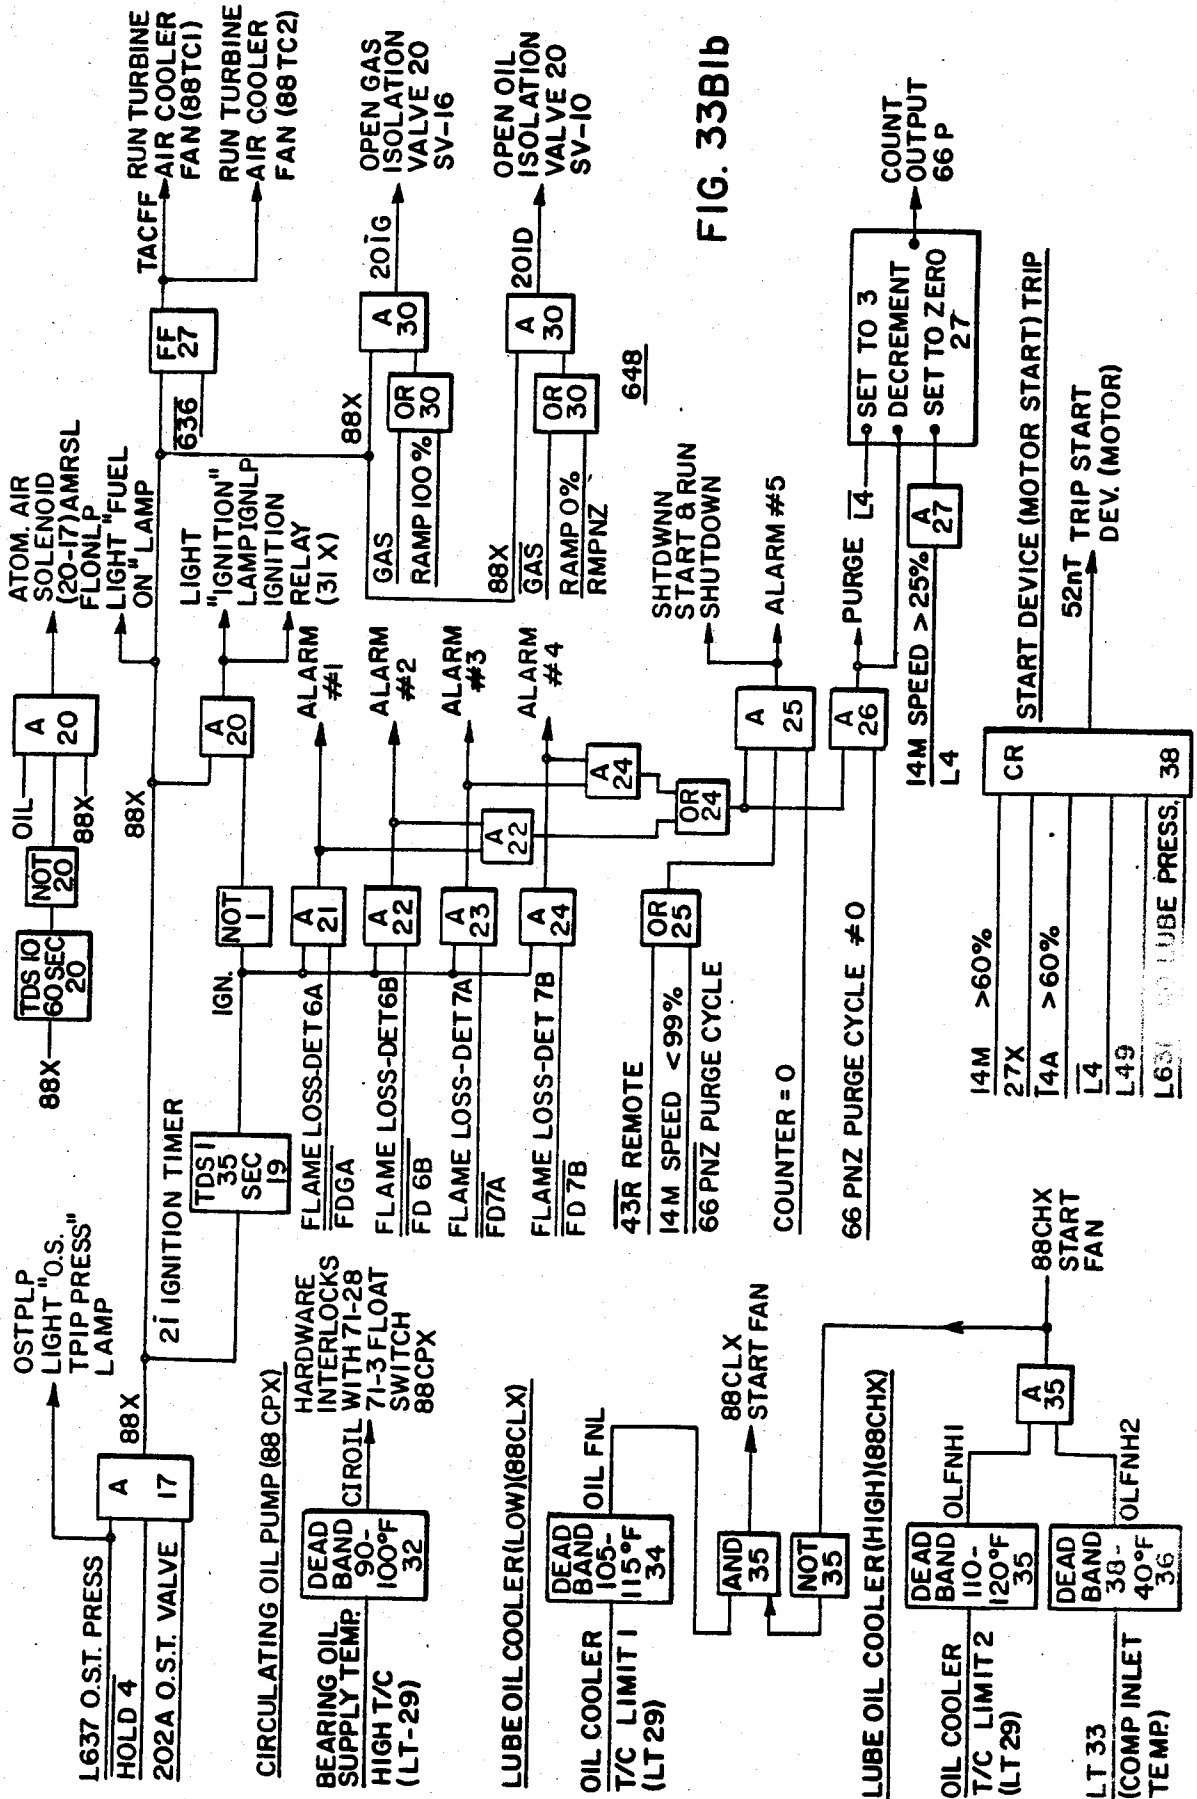 OSTPLP
LIGHT "O.S.
TPIP PRESS"
LAMP
L637 O.S.T. PRESS
HOLD 4
202A O.S.T. VALVE
A
17
88X
2Ī IGNITION TIMER
TDS 1
35
SEC
19
IGN.
NOT
1
88X
TDS 10
60 SEC
20
NOT
20
OIL
88X
A
20
ATOM. AIR
SOLENOID
(20-17) AMRSL
FLONLP
LIGHT "FUEL
ON" LAMP
88X
A
20
LIGHT
"IGNITION"
LAMPIGNLP
IGNITION
RELAY
(31 X)
636
FF
27
TACFF
RUN TURBINE
AIR COOLER
FAN (88TC1)
RUN TURBINE
AIR COOLER
FAN (88 TC2)
88X
GAS
RAMP 100 %
OR
30
A
30
20ĪG
OPEN GAS
ISOLATION
VALVE 20
SV-16
88X
GAS
RAMP 0%
RMPNZ
OR
30
A
30
20ID
OPEN OIL
ISOLATION
VALVE 20
SV-10
648
FIG. 33B1b
FLAME LOSS-DET 6A
FDGA
A
21
ALARM
#1
FLAME LOSS-DET 6B
FD 6B
A
22
ALARM
#2
FLAME LOSS-DET 7A
FD7A
A
23
ALARM
#3
FLAME LOSS-DET 7B
FD 7B
A
24
ALARM
#4
A
22
A
24
OR
24
43R REMOTE
14M SPEED <99%
66 PNZ PURGE CYCLE
OR
25
COUNTER = 0
A
25
SHTDWNN
START & RUN
SHUTDOWN
ALARM #5
66 PNZ PURGE CYCLE ≠0
A
26
PURGE
L4
14M SPEED >25%
L4
A
27
SET TO 3
DECREMENT
SET TO ZERO
27
COUNT
OUTPUT
66 P
CIRCULATING OIL PUMP (88 CPX)
BEARING OIL
SUPPLY TEMP.
HIGH T/C
(LT-29)
DEAD
BAND
90-
100°F
32
CIROIL
HARDWARE
INTERLOCKS
WITH 71-28
71-3 FLOAT
SWITCH
88CPX
LUBE OIL COOLER (LOW)(88CLX)
OIL COOLER
T/C LIMIT 1
(LT 29)
DEAD
BAND
105-
115°F
34
OIL FNL
AND
35
NOT
35
88CLX
START FAN
LUBE OIL COOLER (HIGH)(88CHX)
OIL COOLER
T/C LIMIT 2
(LT 29)
DEAD
BAND
110-
120°F
35
OLFNH1
LT 33
(COMP INLET
TEMP.)
DEAD
BAND
38-
40°F
36
OLFNH2
A
35
88CHX
START
FAN
START DEVICE (MOTOR START) TRIP
14M >60%
27X
14A >60%
L4
L49
LUBE PRESS.
CR
38
52nT
TRIP START
DEV. (MOTOR)